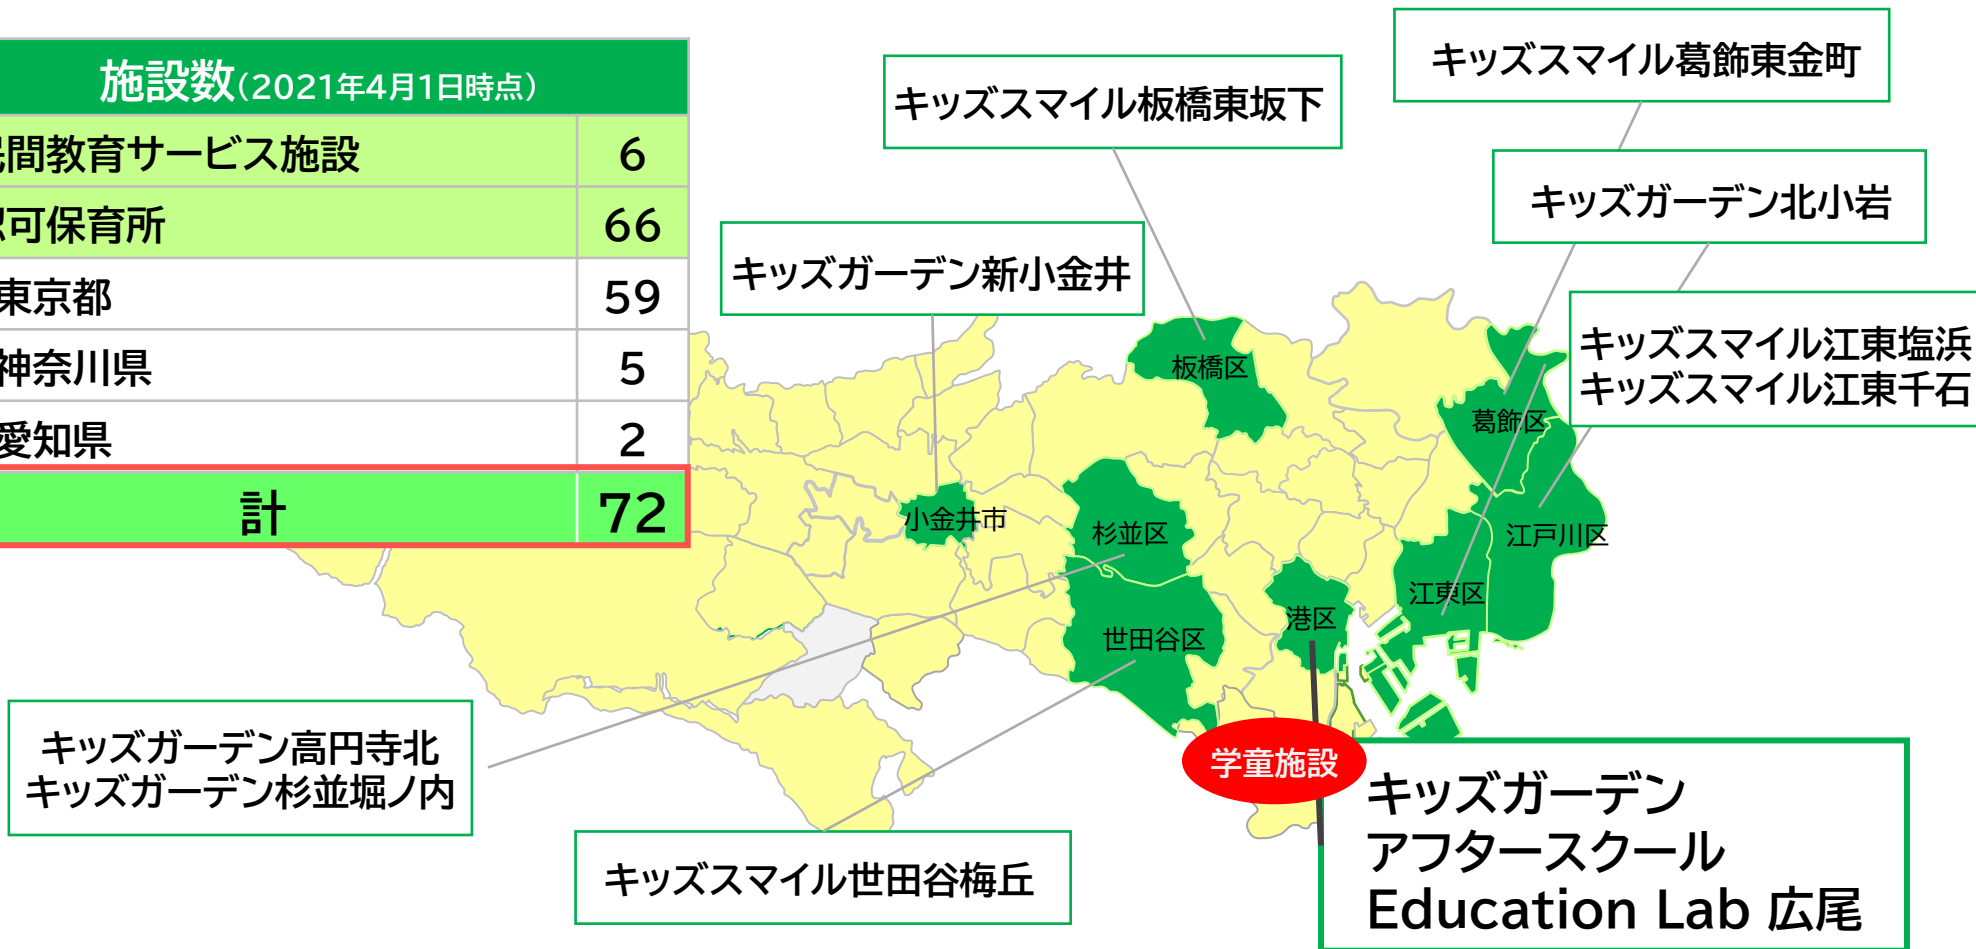 施設数(2021年4月1日時点)
間教育サービス施設 6
可保育所 66
東京都 59
神奈川県 5
愛知県 2
計 72
キッズスマイル板橋東坂下
キッズスマイル葛飾東金町
キッズガーデン北小岩
キッズガーデン新小金井
キッズスマイル江東塩浜
キッズスマイル江東千石
板橋区
葛飾区
小金井市
杉並区
江戸川区
江東区
港区
世田谷区
キッズガーデン高円寺北
キッズガーデン杉並堀ノ内
学童施設
キッズガーデン
アフタースクール
Education Lab 広尾
キッズスマイル世田谷梅丘